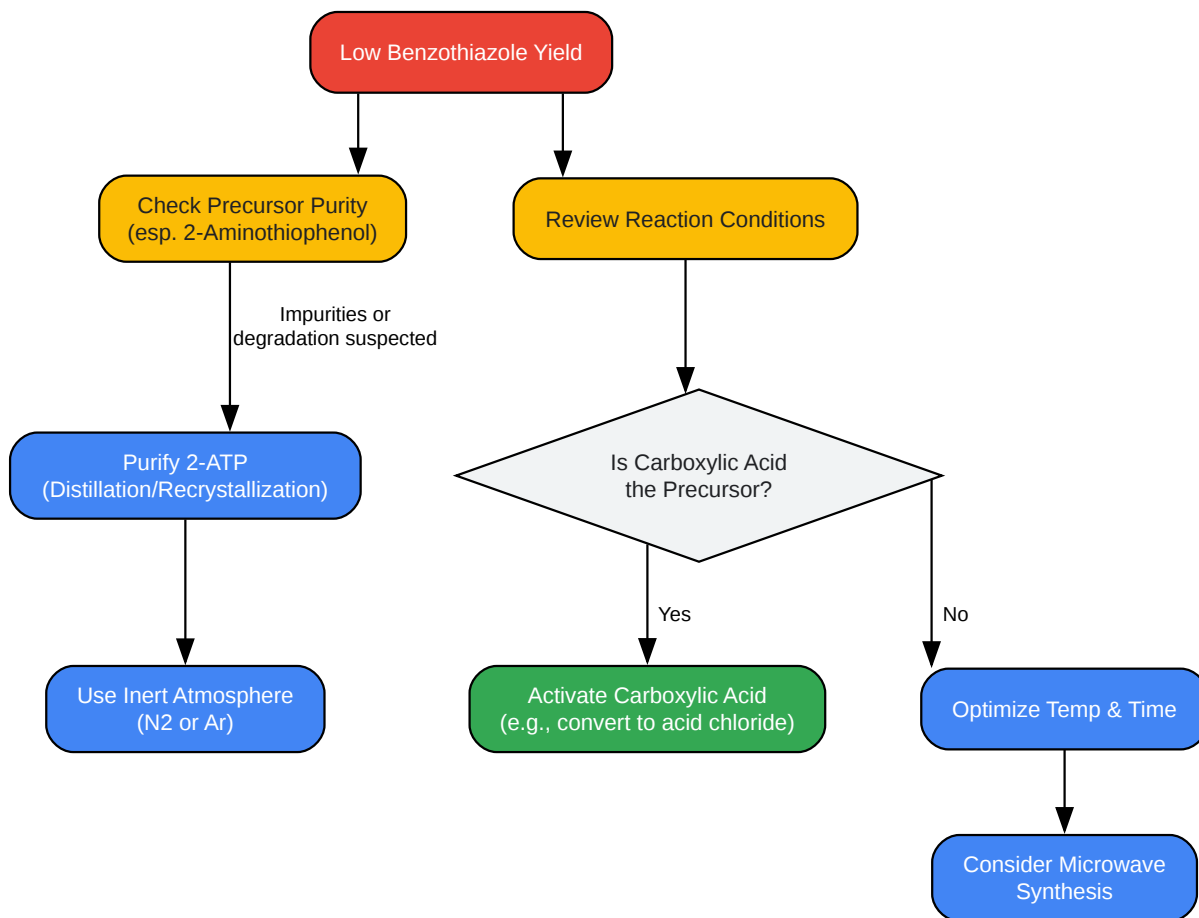 Low Benzothiazole Yield
Check Precursor Purity
(esp. 2-Aminothiophenol)
Review Reaction Conditions
Impurities or
degradation suspected
Purify 2-ATP
(Distillation/Recrystallization)
Is Carboxylic Acid
the Precursor?
Yes
No
Use Inert Atmosphere
(N2 or Ar)
Activate Carboxylic Acid
(e.g., convert to acid chloride)
Optimize Temp & Time
Consider Microwave
Synthesis